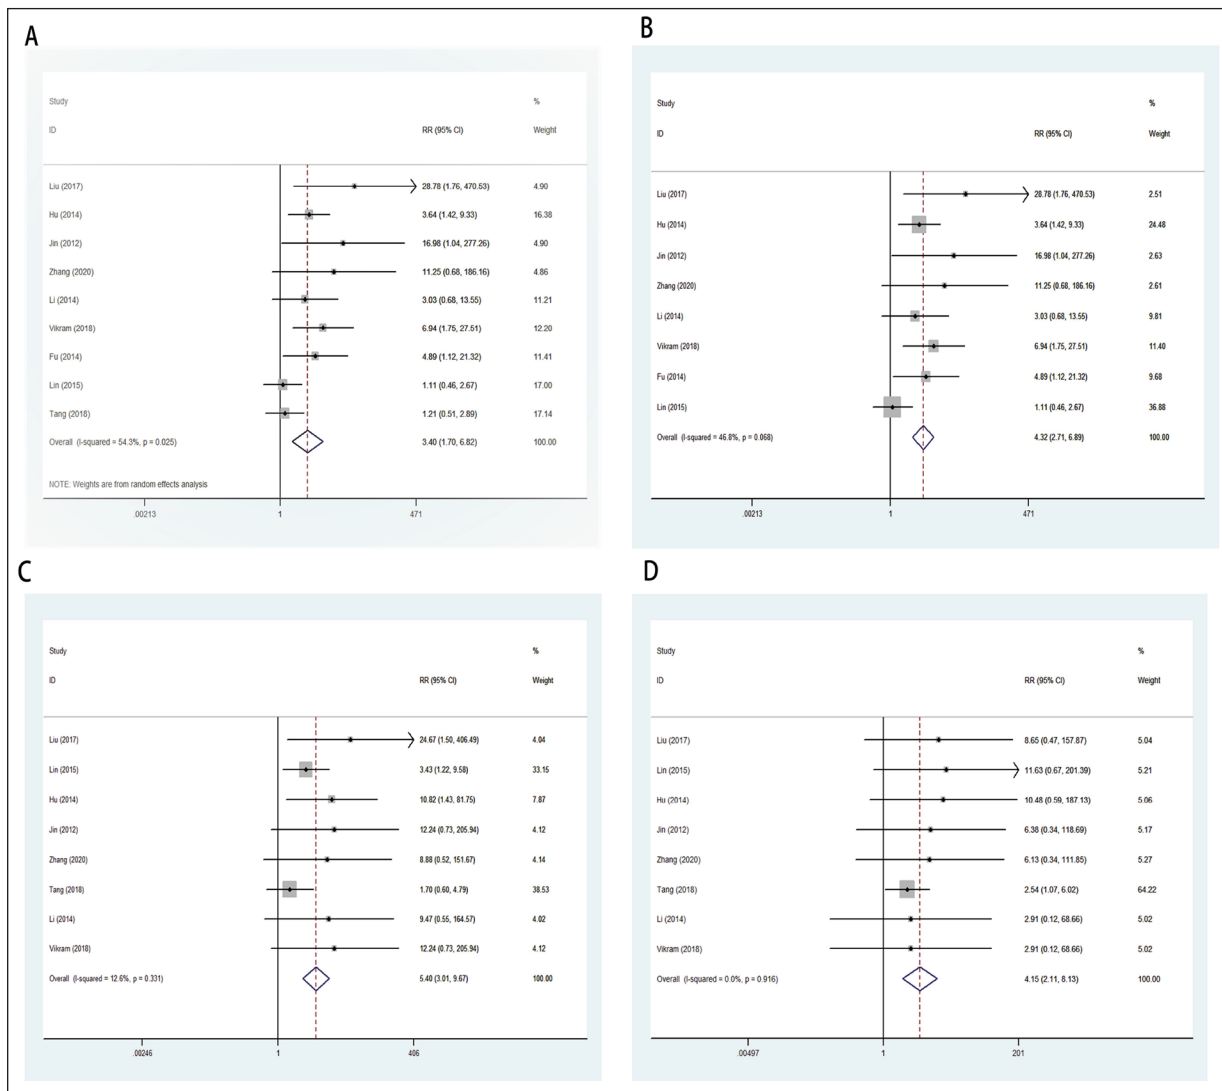 A
Study %
ID RR (95% CI) Weight
Liu (2017) 28.78 (1.76, 470.53) 4.90
Hu (2014) 3.64 (1.42, 9.33) 16.38
Jin (2012) 16.98 (1.04, 277.26) 4.90
Zhang (2020) 11.25 (0.68, 186.16) 4.86
Li (2014) 3.03 (0.68, 13.55) 11.21
Vikram (2018) 6.94 (1.75, 27.51) 12.20
Fu (2014) 4.89 (1.12, 21.32) 11.41
Lin (2015) 1.11 (0.46, 2.67) 17.00
Tang (2018) 1.21 (0.51, 2.89) 17.14
Overall (I-squared = 54.3%, p = 0.025) 3.40 (1.70, 6.82) 100.00
NOTE: Weights are from random effects analysis
.00213 1 471
B
Study %
ID RR (95% CI) Weight
Liu (2017) 28.78 (1.76, 470.53) 2.51
Hu (2014) 3.64 (1.42, 9.33) 24.48
Jin (2012) 16.98 (1.04, 277.26) 2.63
Zhang (2020) 11.25 (0.68, 186.16) 2.61
Li (2014) 3.03 (0.68, 13.55) 9.81
Vikram (2018) 6.94 (1.75, 27.51) 11.40
Fu (2014) 4.89 (1.12, 21.32) 9.68
Lin (2015) 1.11 (0.46, 2.67) 36.88
Overall (I-squared = 46.8%, p = 0.068) 4.32 (2.71, 6.89) 100.00
.00213 1 471
C
Study %
ID RR (95% CI) Weight
Liu (2017) 24.67 (1.50, 406.49) 4.04
Lin (2015) 3.43 (1.22, 9.58) 33.15
Hu (2014) 10.82 (1.43, 81.75) 7.87
Jin (2012) 12.24 (0.73, 205.94) 4.12
Zhang (2020) 8.88 (0.52, 151.67) 4.14
Tang (2018) 1.70 (0.60, 4.79) 38.53
Li (2014) 9.47 (0.55, 164.57) 4.02
Vikram (2018) 12.24 (0.73, 205.94) 4.12
Overall (I-squared = 12.6%, p = 0.331) 5.40 (3.01, 9.67) 100.00
.00246 1 406
D
Study %
ID RR (95% CI) Weight
Liu (2017) 8.65 (0.47, 157.87) 5.04
Lin (2015) 11.63 (0.67, 201.39) 5.21
Hu (2014) 10.48 (0.59, 187.13) 5.06
Jin (2012) 6.38 (0.34, 118.69) 5.17
Zhang (2020) 6.13 (0.34, 111.85) 5.27
Tang (2018) 2.54 (1.07, 6.02) 64.22
Li (2014) 2.91 (0.12, 68.66) 5.02
Vikram (2018) 2.91 (0.12, 68.66) 5.02
Overall (I-squared = 0.0%, p = 0.916) 4.15 (2.11, 8.13) 100.00
.00497 1 201